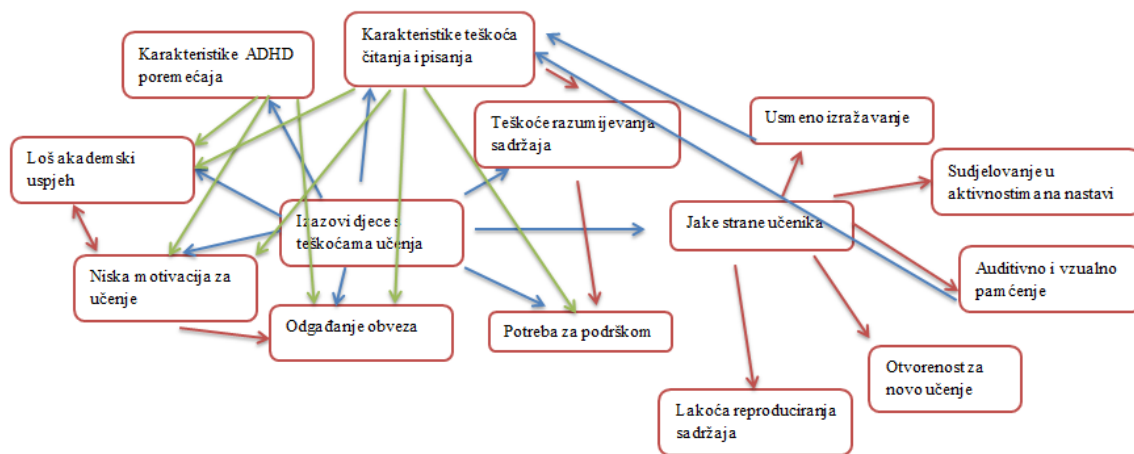 Karakteristike ADHD
poremećaja
Karakteristike teškoća
čitanja i pisanja
Teškoće razumijevanja
sadržaja
Usmeno izražavanje
Loš akademski
uspjeh
Sudjelovanje u
aktivnostima na nastavi
Izazovi djece s
teškoćama učenja
Jake strane učenika
Niska motivacija za
učenje
Auditivno i vzualno
pamćenje
Odgađanje obveza
Potreba za podrškom
Otvorenost za
novo učenje
Lakoća reproduciranja
sadržaja